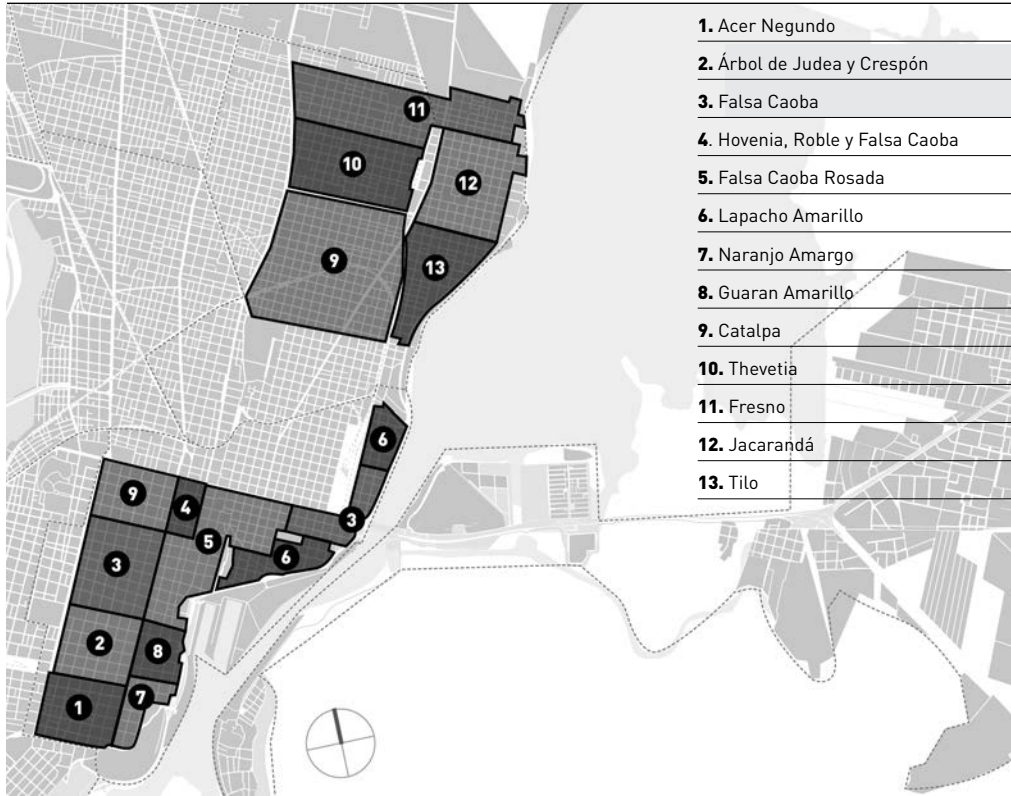 1. Acer Negundo
2. Árbol de Judea y Crespón
3. Falsa Caoba
4. Hovenia, Roble y Falsa Caoba
5. Falsa Caoba Rosada
6. Lapacho Amarillo
7. Naranjo Amargo
8. Guaran Amarillo
9. Catalpa
10. Thevetia
11. Fresno
12. Jacarandá
13. Tilo
11
10
12
9
13
6
9
4
3
5
6
3
2
8
7
1